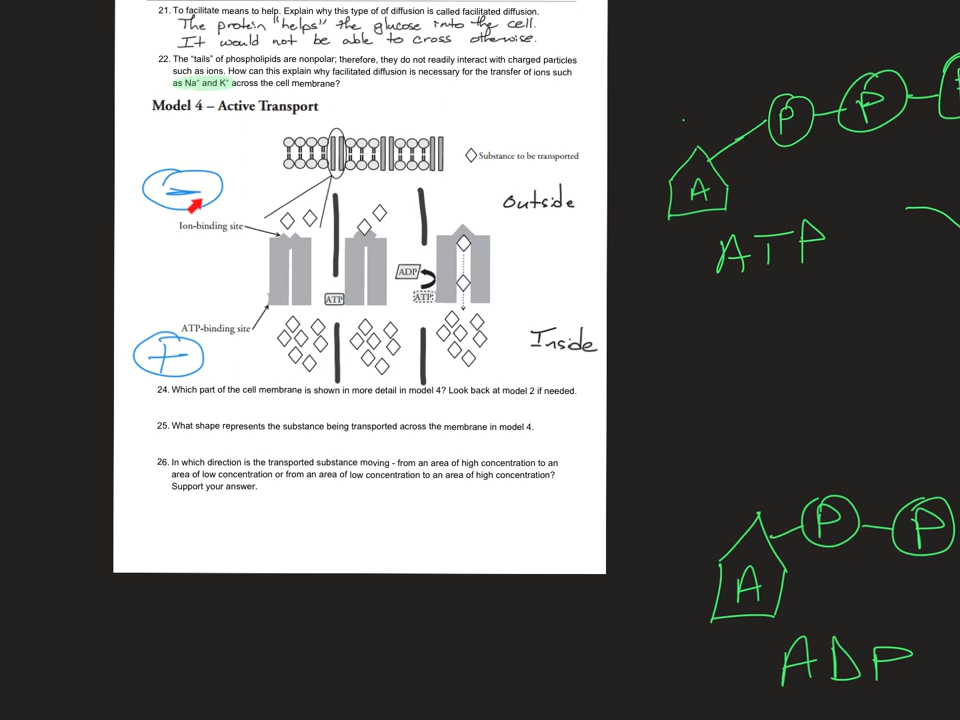 21. To facilitate means to help. Explain why this type of of diffusion is called facilitated diffusion.
The protein "helps" the glucose into the cell.
It would not be able to cross otherwise.
22. The "tails" of phospholipids are nonpolar; therefore, they do not readily interact with charged particles
such as ions. How can this explain why facilitated diffusion is necessary for the transfer of ions such
as Na⁺ and K⁺ across the cell membrane?
Model 4 – Active Transport
Substance to be transported
−
Outside
Ion-binding site
ADP
ATP
ATP
ATP-binding site
+
Inside
24. Which part of the cell membrane is shown in more detail in model 4? Look back at model 2 if needed.
25. What shape represents the substance being transported across the membrane in model 4.
26. In which direction is the transported substance moving - from an area of high concentration to an
area of low concentration or from an area of low concentration to an area of high concentration?
Support your answer.
A P P
ATP
A P P
ADP